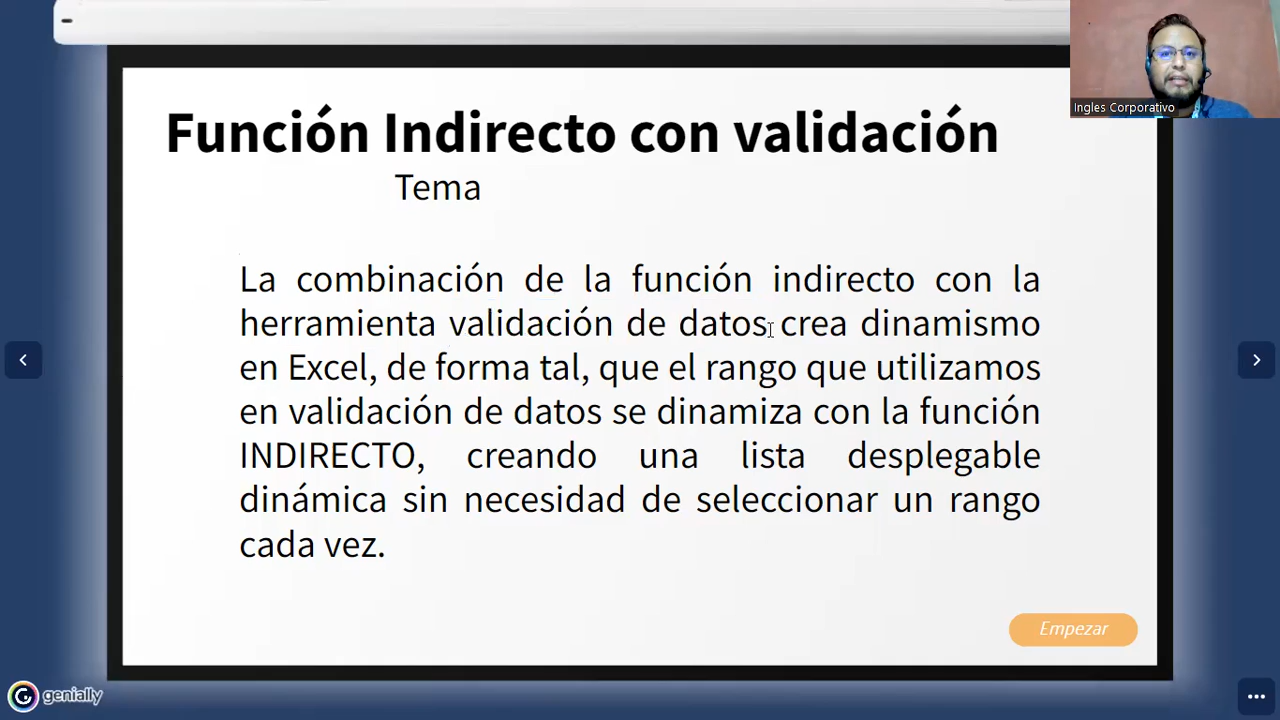 Ingles Corporativo
Función Indirecto con validación
Tema
La combinación de la función indirecto con la
herramienta validación de datos crea dinamismo
en Excel, de forma tal, que el rango que utilizamos
en validación de datos se dinamiza con la función
INDIRECTO, creando una lista desplegable
dinámica sin necesidad de seleccionar un rango
cada vez.
Empezar
genially